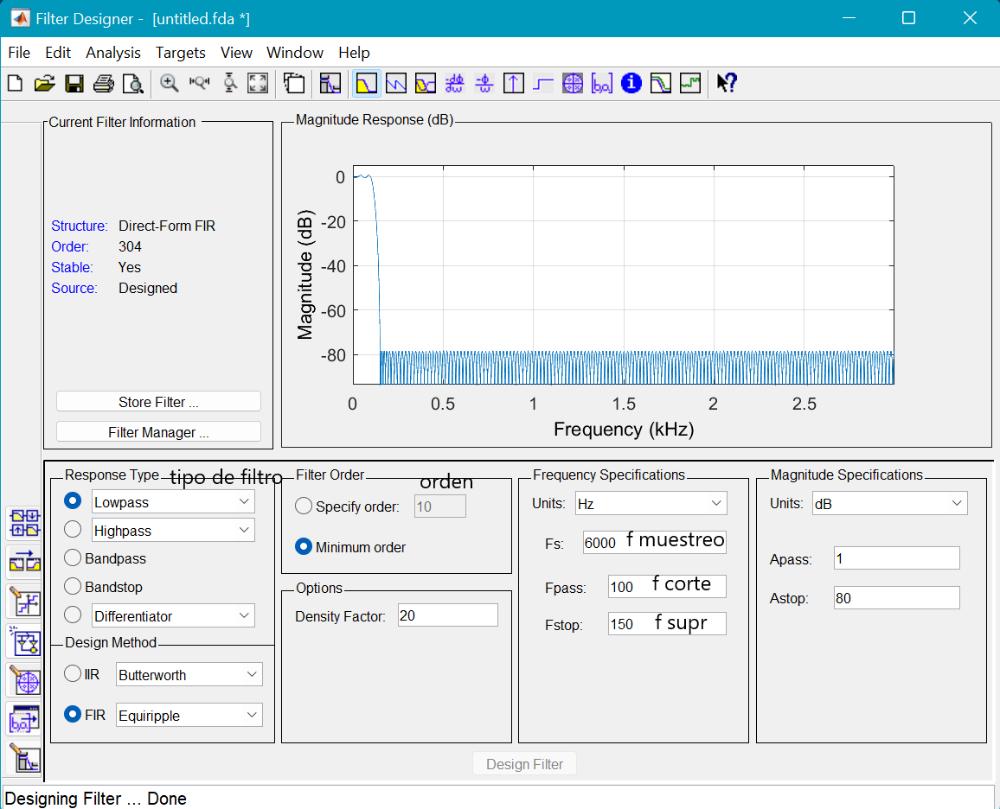 Filter Designer - [untitled.fda *]
File Edit Analysis Targets View Window Help
Current Filter Information
Structure: Direct-Form FIR
Order: 304
Stable: Yes
Source: Designed
Store Filter ...
Filter Manager ...
Magnitude Response (dB)
Magnitude (dB)
0
-20
-40
-60
-80
0 0.5 1 1.5 2 2.5
Frequency (kHz)
Response Type tipo de filtro
Lowpass
Highpass
Bandpass
Bandstop
Differentiator
Design Method
IIR Butterworth
FIR Equiripple
Filter Order orden
Specify order: 10
Minimum order
Options
Density Factor: 20
Frequency Specifications
Units: Hz
Fs: 6000 f muestreo
Fpass: 100 f corte
Fstop: 150 f supr
Magnitude Specifications
Units: dB
Apass: 1
Astop: 80
Design Filter
Designing Filter ... Done